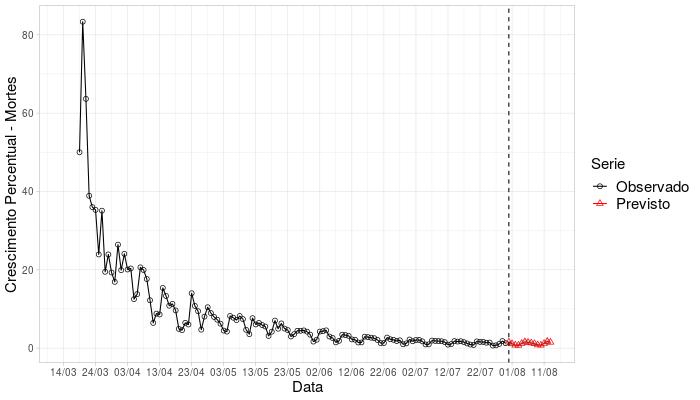 Crescimento Percentual - Mortes
80
60
40
20
0
14/03 24/03 03/04 13/04 23/04 03/05 13/05 23/05 02/06 12/06 22/06 02/07 12/07 22/07 01/08 11/08
Data
Serie
Observado
Previsto